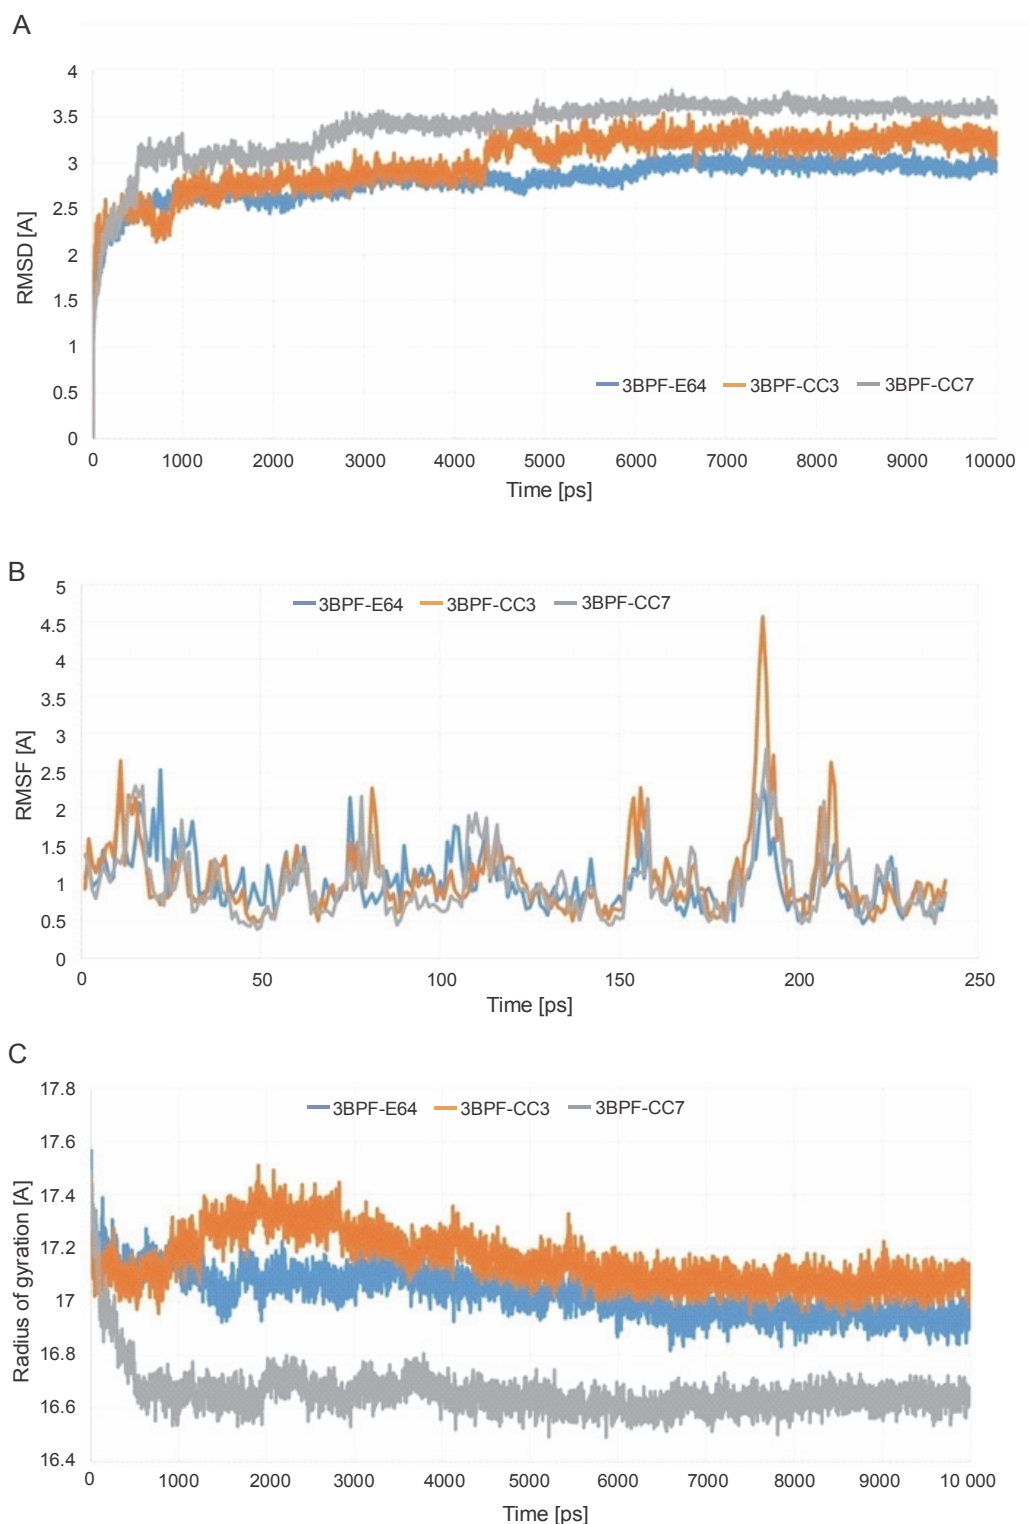 A
4
3.5
3
2.5
2
1.5
1
0.5
0
RMSD [A]
3BPF-E64 3BPF-CC3 3BPF-CC7
0 1000 2000 3000 4000 5000 6000 7000 8000 9000 10000
Time [ps]
B
5
4.5
4
3.5
3
2.5
2
1.5
1
0.5
0
RMSF [A]
3BPF-E64 3BPF-CC3 3BPF-CC7
0 50 100 150 200 250
Time [ps]
C
17.8
17.6
17.4
17.2
17
16.8
16.6
16.4
Radius of gyration [A]
3BPF-E64 3BPF-CC3 3BPF-CC7
0 1000 2000 3000 4000 5000 6000 7000 8000 9000 10 000
Time [ps]